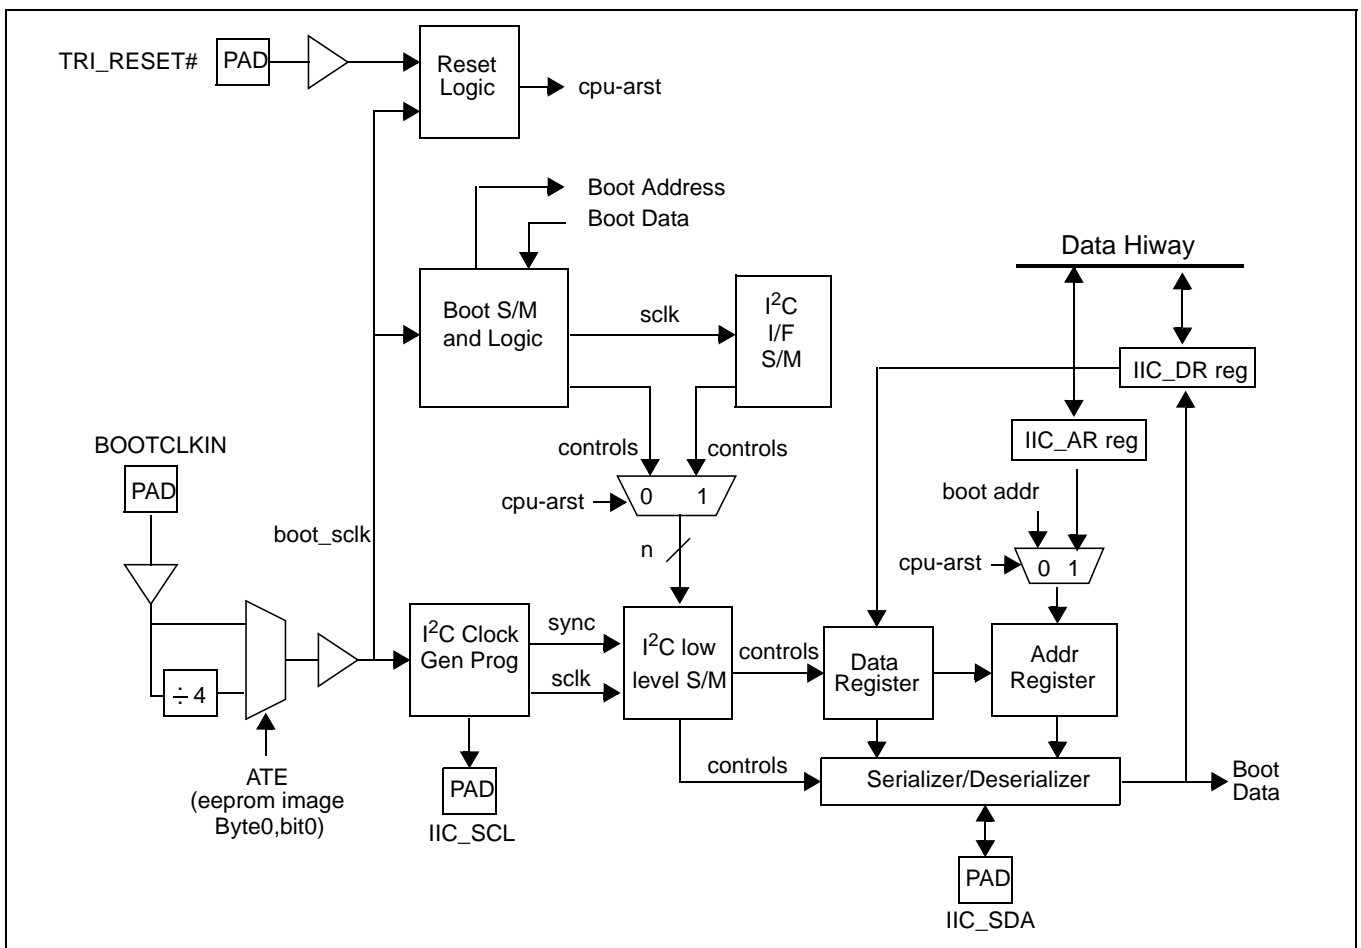 TRI_RESET#
PAD
Reset
Logic
cpu-arst
Boot Address
Boot Data
Data Hiway
Boot S/M
and Logic
sclk
I²C
I/F
S/M
IIC_DR reg
IIC_AR reg
BOOTCLKIN
PAD
controls
controls
boot addr
cpu-arst
0 1
n
boot_sclk
cpu-arst
0 1
I²C Clock
Gen Prog
sync
sclk
I²C low
level S/M
controls
Data
Register
Addr
Register
÷ 4
ATE
(eeprom image
Byte0,bit0)
PAD
IIC_SCL
controls
Serializer/Deserializer
Boot
Data
PAD
IIC_SDA